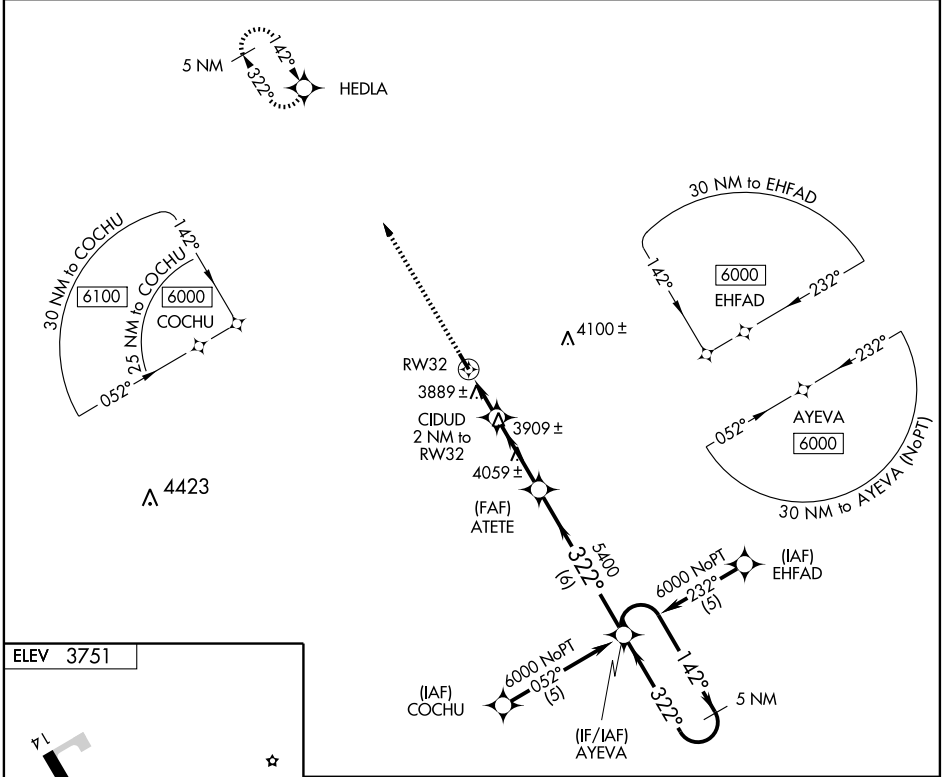 5 NM
142°
322°
HEDLA
30 NM to COCHU
25 NM to COCHU
142°
6100
6000
COCHU
052°
30 NM to EHFAD
142°
6000
EHFAD
232°
232°
052°
AYEVA
6000
30 NM to AYEVA (NoPT)
4100 ±
RW32
3889 ±
CIDUD
2 NM to
RW32
3909 ±
4059 ±
4423
(FAF)
ATETE
5400
322°
(6)
(IAF)
EHFAD
6000 NoPT
232°
(5)
6000 NoPT
052°
(5)
(IAF)
COCHU
142°
322°
5 NM
(IF/IAF)
AYEVA
ELEV 3751
14